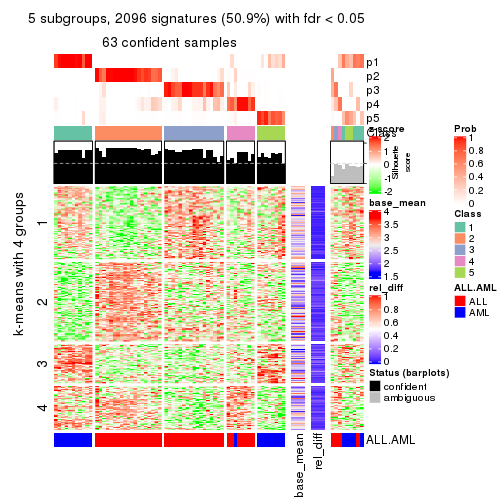 5 subgroups, 2096 signatures (50.9%) with fdr < 0.05
63 confident samples
p1
p2
p3
p4
p5
Class
z-score
2
1
0
-1
-2
Silhouette
score
Prob
1
0.8
0.6
0.4
0.2
0
base_mean
4
3.5
3
2.5
2
1.5
Class
1
2
3
4
5
rel_diff
1
0.8
0.6
0.4
0.2
0
ALL.AML
ALL
AML
Status (barplots)
confident
ambiguous
k-means with 4 groups
1
2
3
4
ALL.AML
base_mean
rel_diff